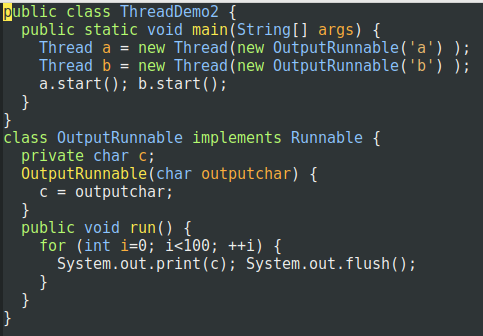 public class ThreadDemo2 {
  public static void main(String[] args) {
    Thread a = new Thread(new OutputRunnable('a') );
    Thread b = new Thread(new OutputRunnable('b') );
    a.start(); b.start();
  }
}
class OutputRunnable implements Runnable {
  private char c;
  OutputRunnable(char outputchar) {
    c = outputchar;
  }
  public void run() {
    for (int i=0; i<100; ++i) {
      System.out.print(c); System.out.flush();
    }
  }
}